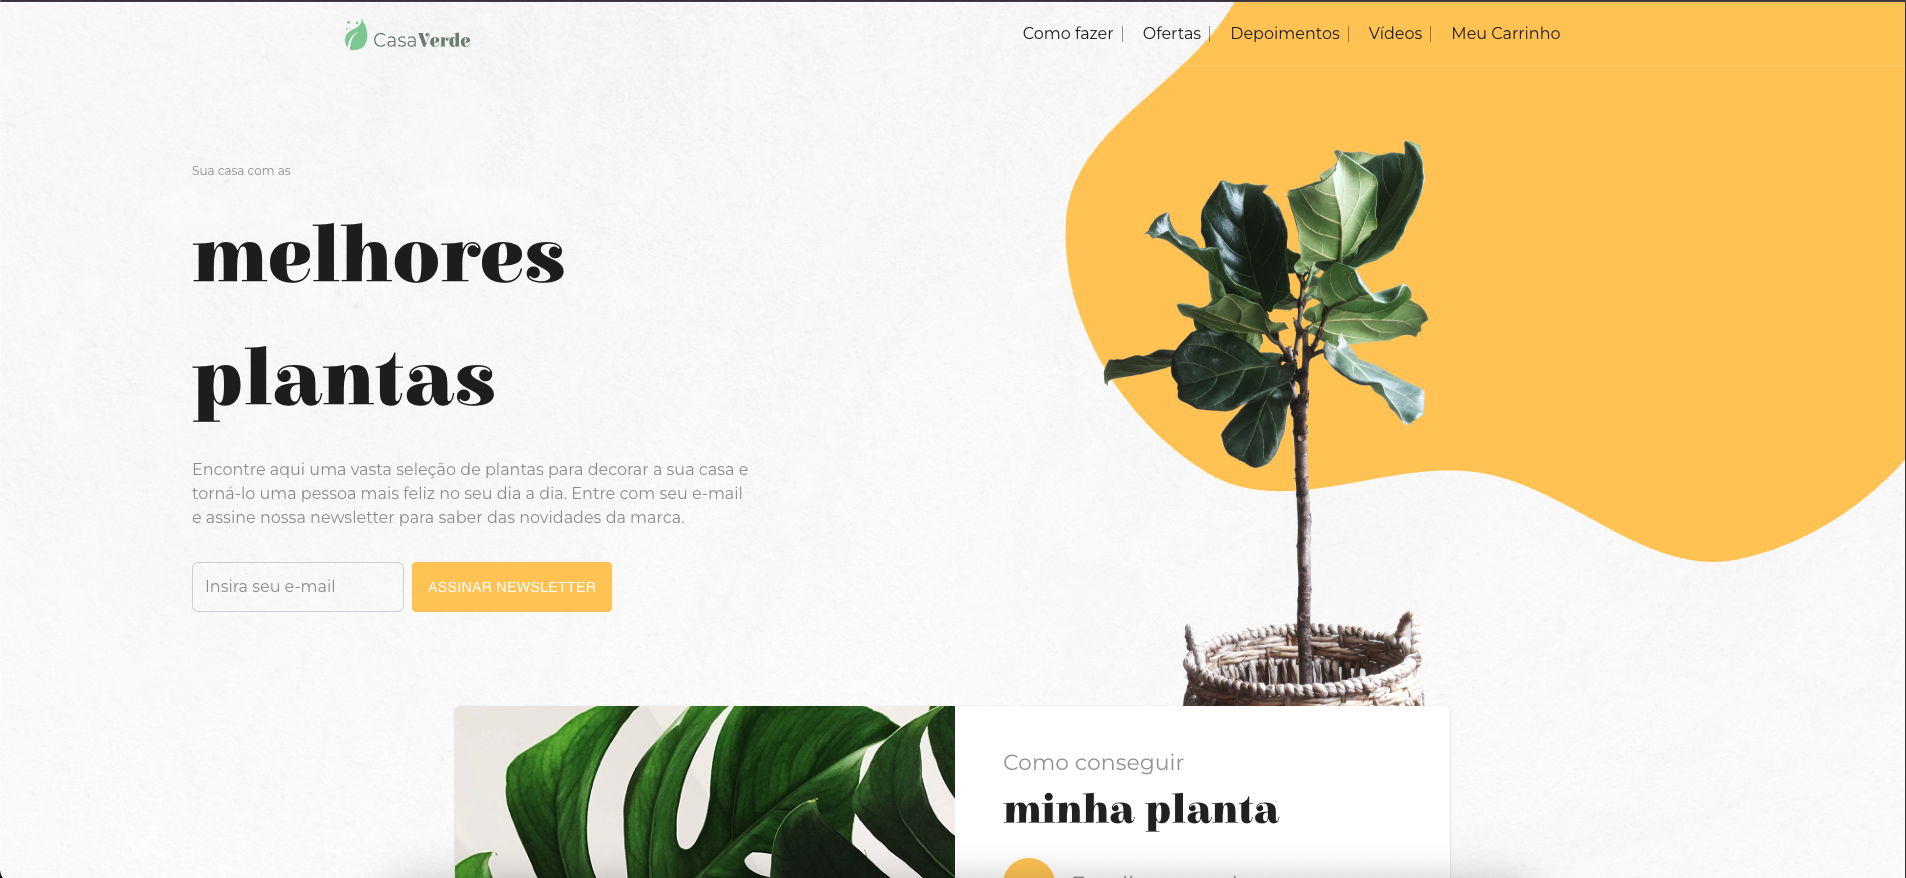 CasaVerde
Como fazer | Ofertas | Depoimentos | Vídeos | Meu Carrinho
Sua casa com as
melhores
plantas
Encontre aqui uma vasta seleção de plantas para decorar a sua casa e
torná-lo uma pessoa mais feliz no seu dia a dia. Entre com seu e-mail
e assine nossa newsletter para saber das novidades da marca.
Insira seu e-mail
ASSINAR NEWSLETTER
Como conseguir
minha planta